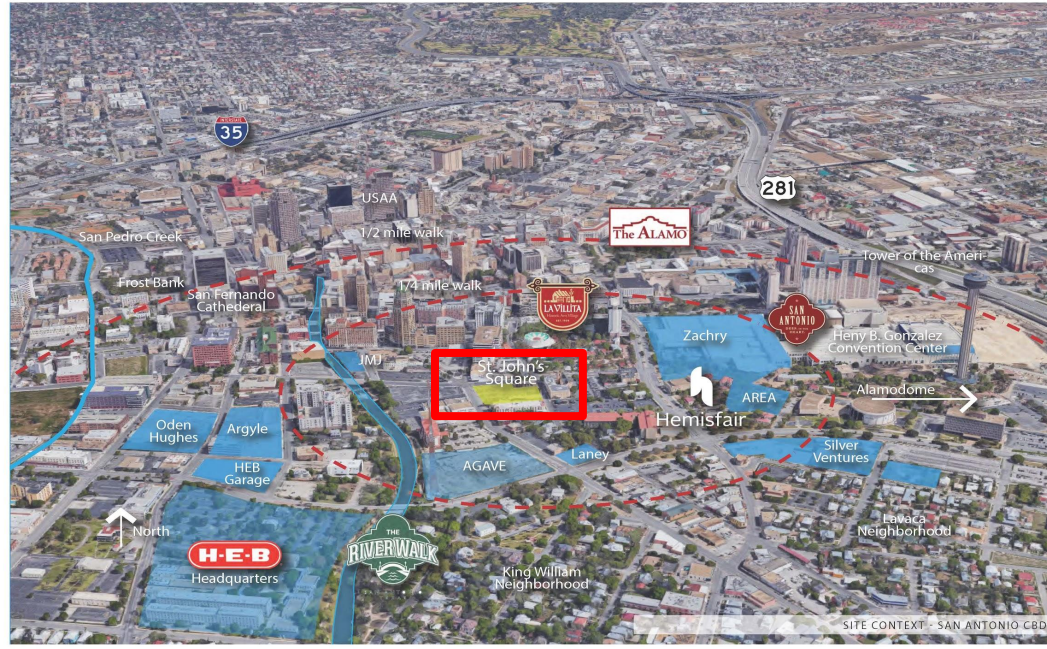 INTERSTATE
35
281
USAA
The ALAMO
San Pedro Creek
1/2 mile walk
Tower of the Ameri-
cas
Frost Bank
1/4 mile walk
San Fernando
Cathederal
LA VILLITA
SAN
ANTONIO
Zachry
Heny B. Gonzalez
Convention Center
JMJ
St. John's
Square
AREA
Alamodome
Hemisfair
Oden
Hughes
Argyle
Silver
Ventures
Laney
AGAVE
HEB
Garage
Lavaca
Neighborhood
North
THE
RIVER WALK
H-E-B
Headquarters
King William
Neighborhood
SITE CONTEXT - SAN ANTONIO CBD